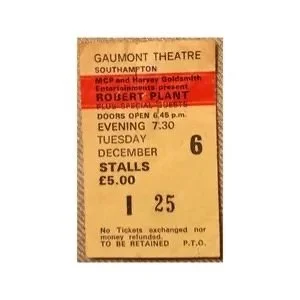 GAUMONT THEATRE
SOUTHAMPTON
MCP and Harvey Goldsmith
Entertainments present
ROBERT PLANT
PLUS SPECIAL GUESTS
DOORS OPEN 6.45 p.m.
EVENING 7.30
TUESDAY
DECEMBER 6
STALLS
£5.00
I 25
No Tickets exchanged nor
money refunded.
TO BE RETAINED P.T.O.